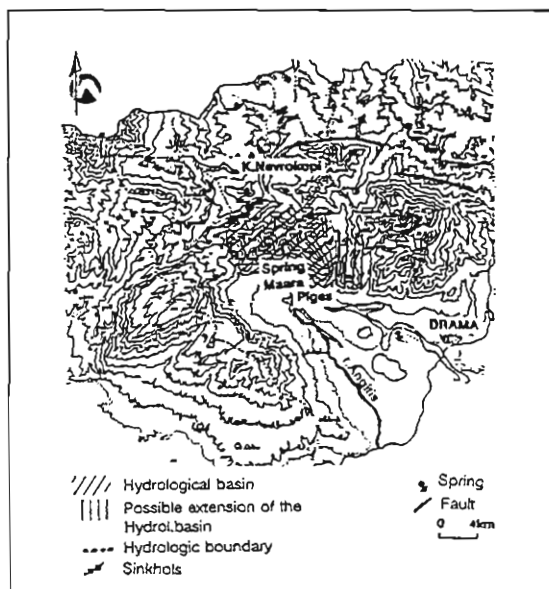 K.Nevrokopi
Spring
Maara
Piges
DRAMA
r.Angitis
Hydrological basin
Possible extension of the
Hydrol.basin
Hydrologic boundary
Sinkhols
Spring
Fault
0 4km